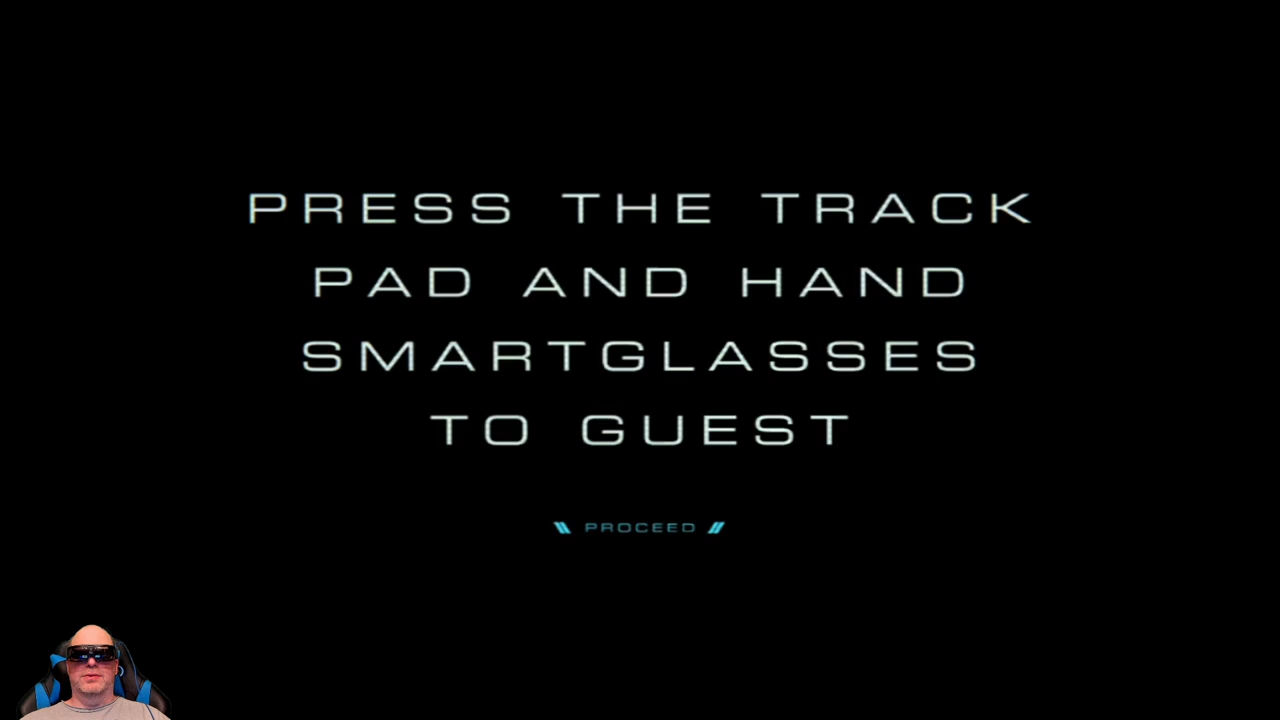 PRESS THE TRACK
PAD AND HAND
SMARTGLASSES
TO GUEST
PROCEED